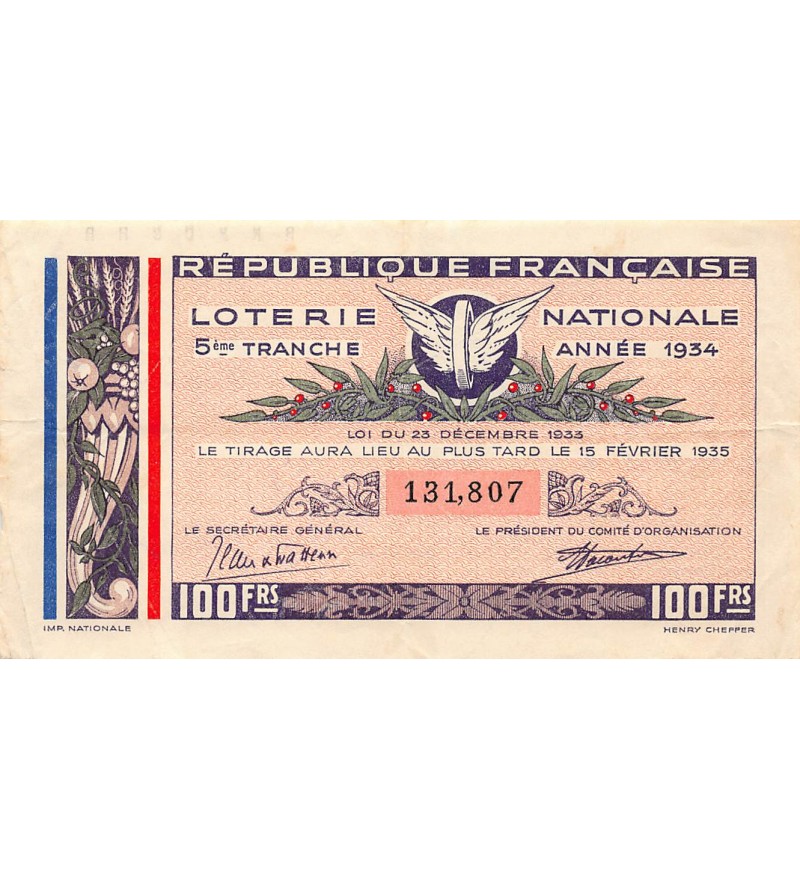 RÉPUBLIQUE FRANÇAISE
LOTERIE NATIONALE
5ème TRANCHE ANNÉE 1934
LOI DU 23 DÉCEMBRE 1933
LE TIRAGE AURA LIEU AU PLUS TARD LE 15 FÉVRIER 1935
131,807
LE SECRÉTAIRE GÉNÉRAL LE PRÉSIDENT DU COMITÉ D'ORGANISATION
100 FRS 100 FRS
IMP. NATIONALE HENRY CHEFFER